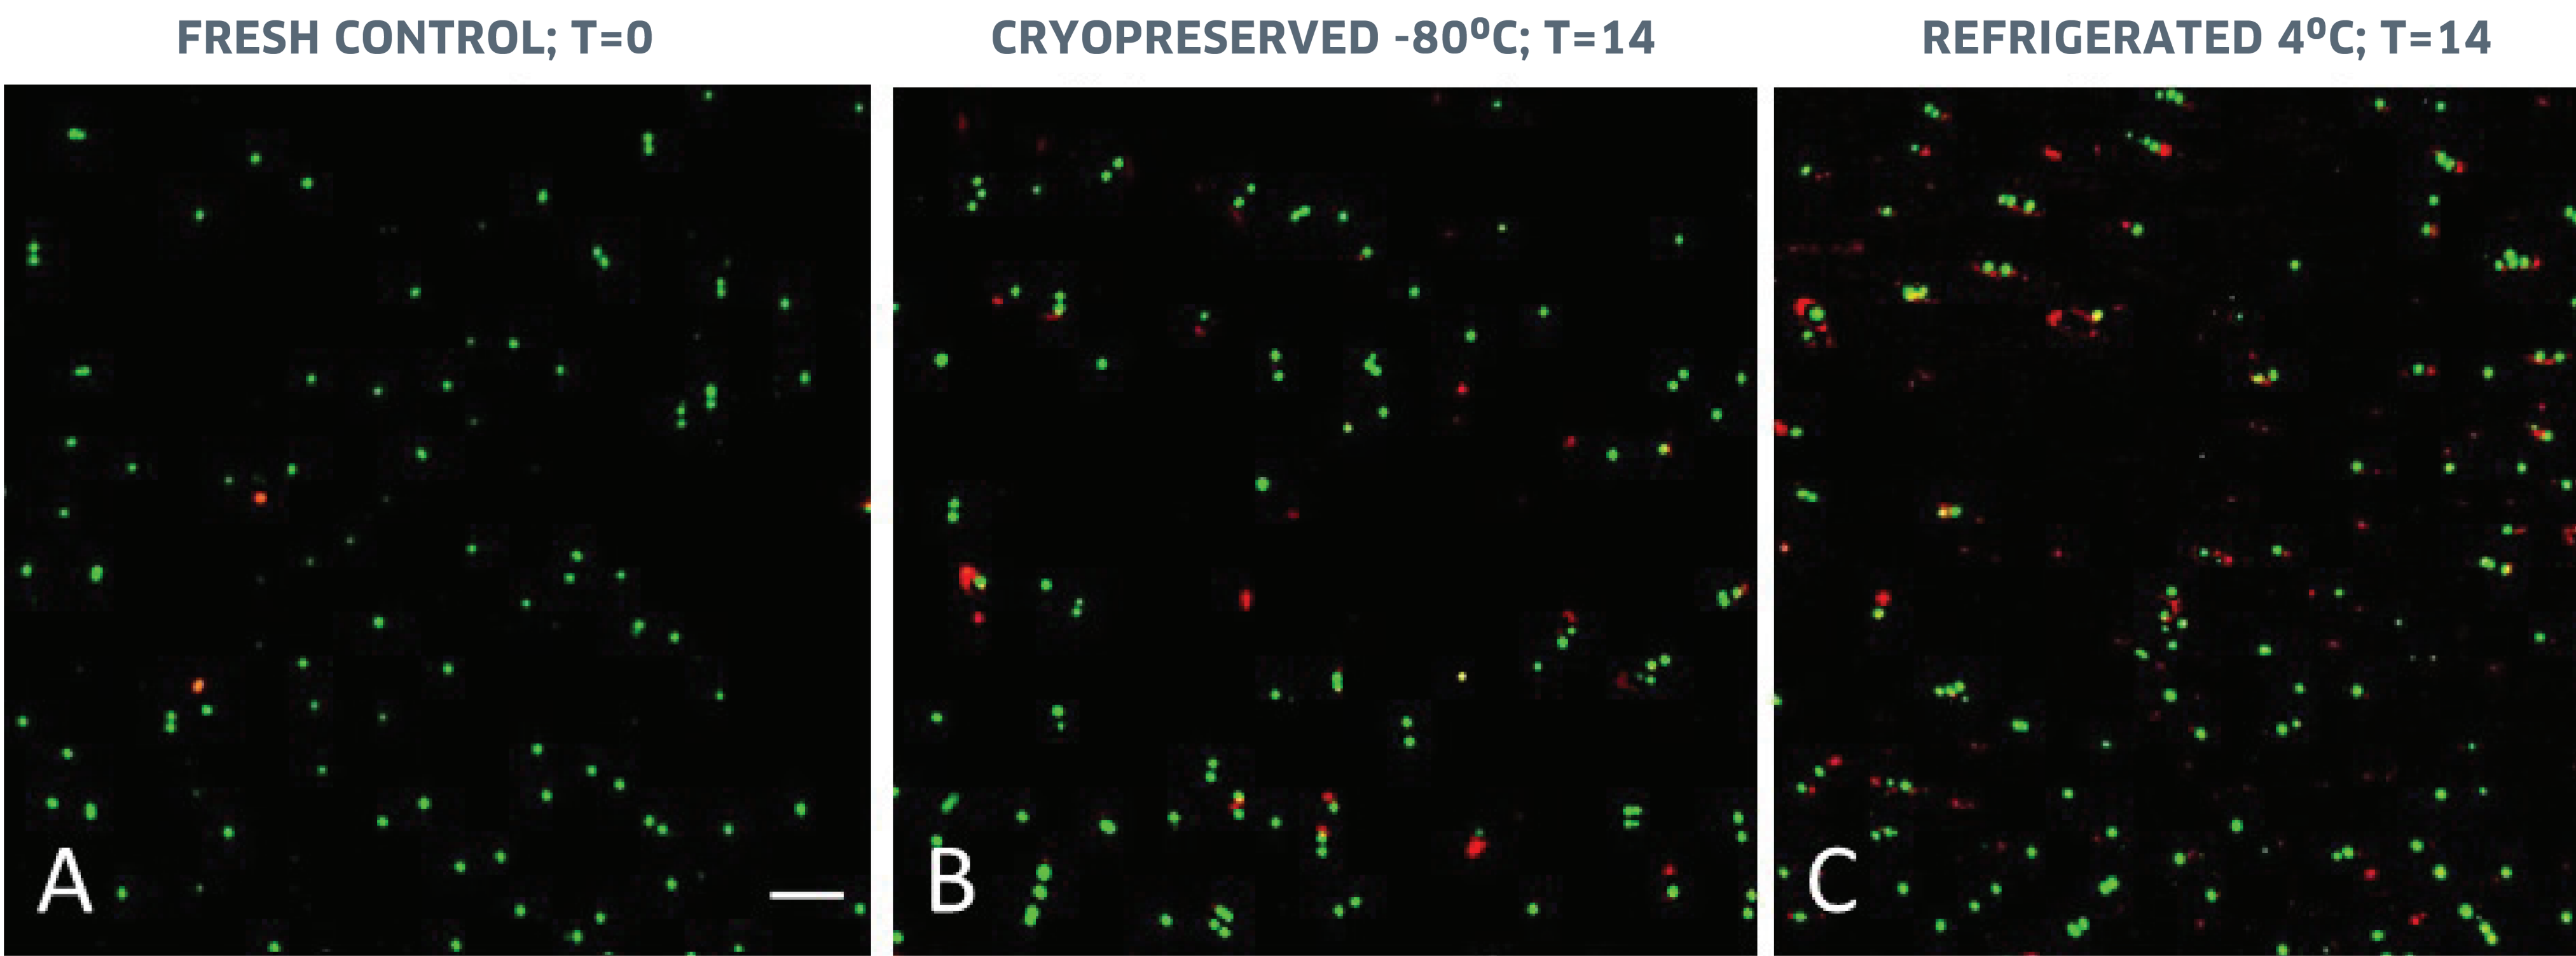 FRESH CONTROL; T=0
CRYOPRESERVED -80ºC; T=14
REFRIGERATED 4ºC; T=14
A
B
C